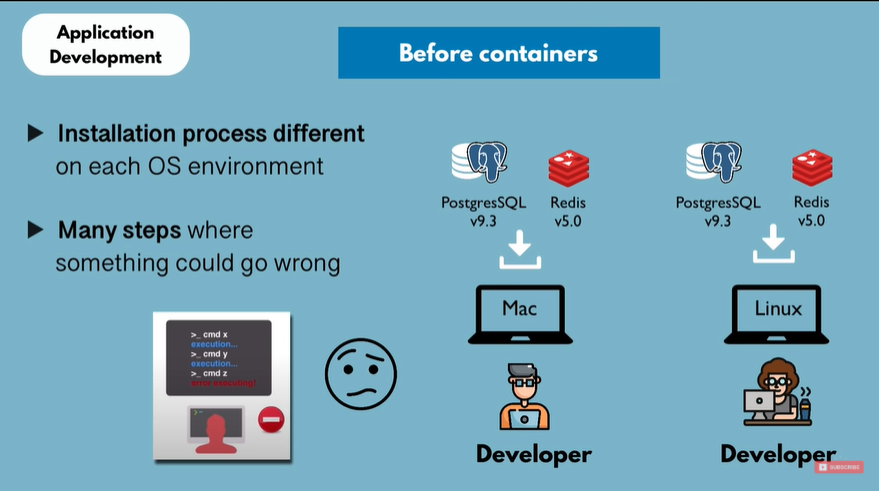 Application
Development
Before containers
Installation process different
on each OS environment
Many steps where
something could go wrong
>_ cmd x
execution...
>_ cmd y
execution...
>_ cmd z
error executing!
>_
PostgresSQL
v9.3
Redis
v5.0
Mac
Developer
PostgresSQL
v9.3
Redis
v5.0
Linux
Developer
SUBSCRIBE